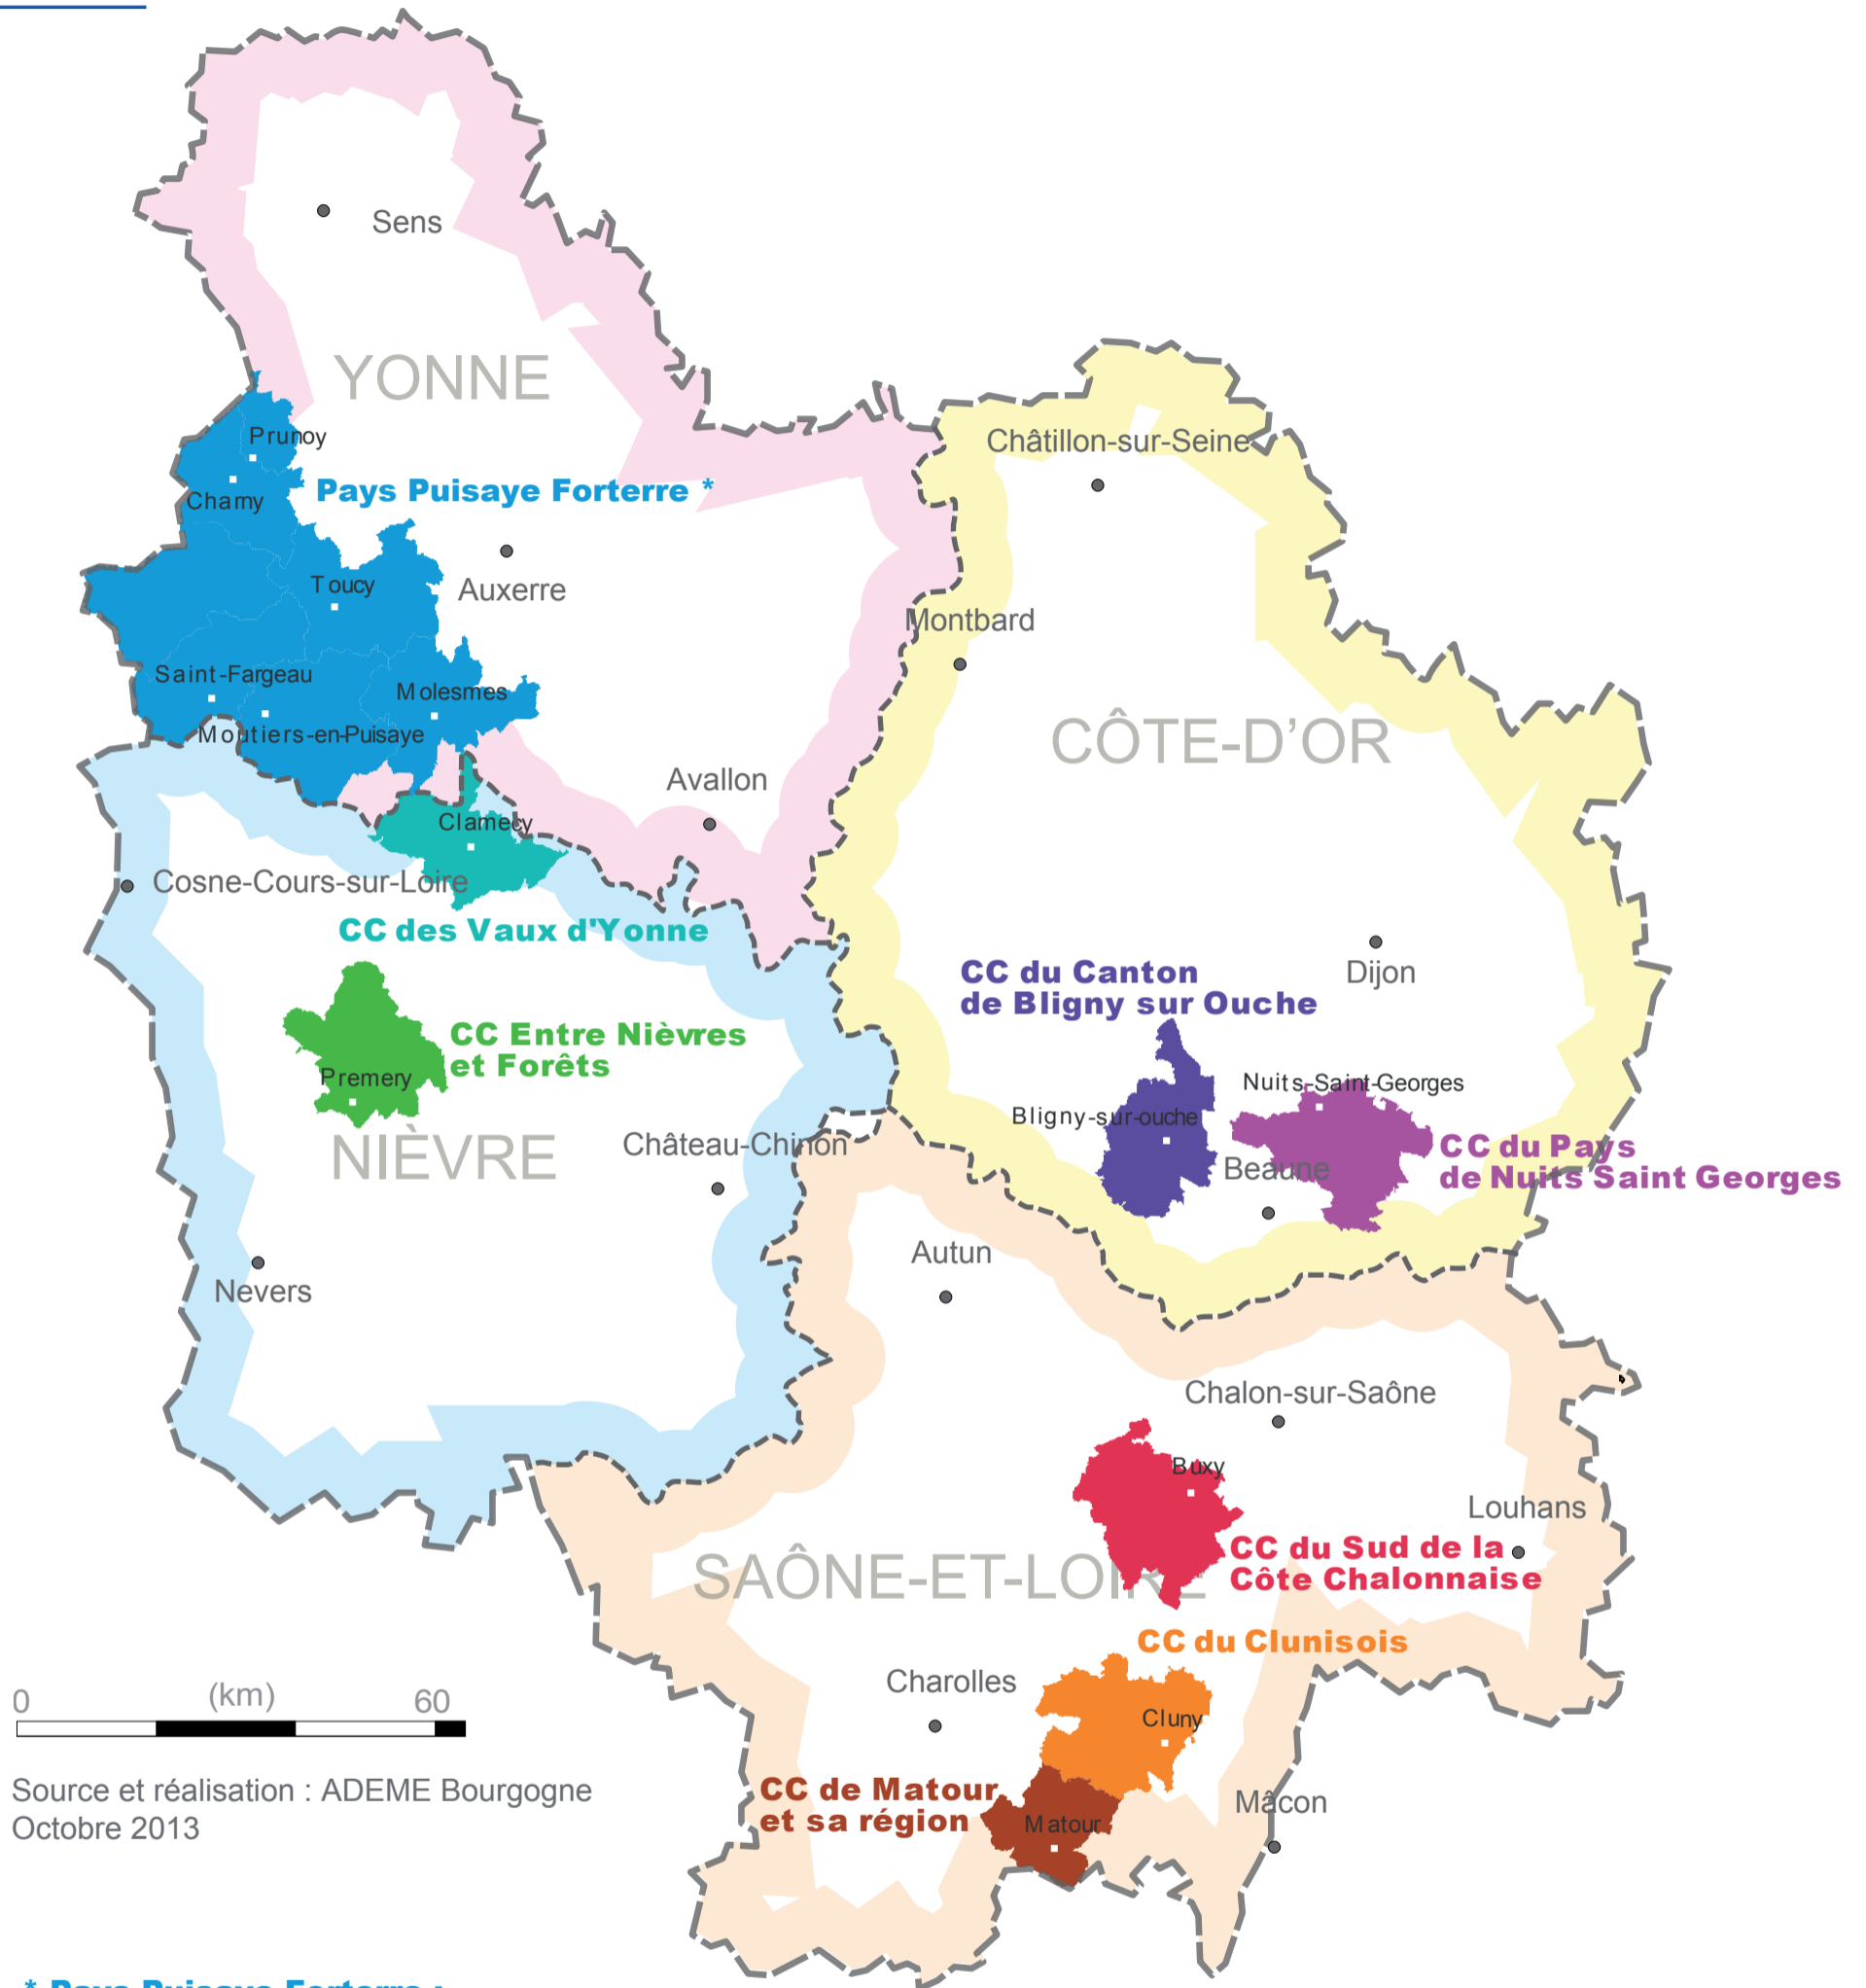 Sens
YONNE
Prunoy
Châtillon-sur-Seine
Pays Puisaye Forterre *
Charny
Auxerre
Toucy
Montbard
Saint-Fargeau
Molesmes
Moutiers-en-Puisaye
CÔTE-D'OR
Avallon
Clamecy
Cosne-Cours-sur-Loire
CC des Vaux d'Yonne
CC du Canton
de Bligny sur Ouche
Dijon
CC Entre Nièvres
et Forêts
Premery
Nuits-Saint-Georges
Bligny-sur-ouche
NIÈVRE
Château-Chinon
CC du Pays
de Nuits Saint Georges
Beaune
Autun
Nevers
Chalon-sur-Saône
Buxy
Louhans
CC du Sud de la
Côte Chalonnaise
SAÔNE-ET-LOIRE
CC du Clunisois
Charolles
Cluny
0 (km) 60
Source et réalisation : ADEME Bourgogne
Octobre 2013
CC de Matour
et sa région
Matour
Mâcon
* Pays Puisaye Forterre :